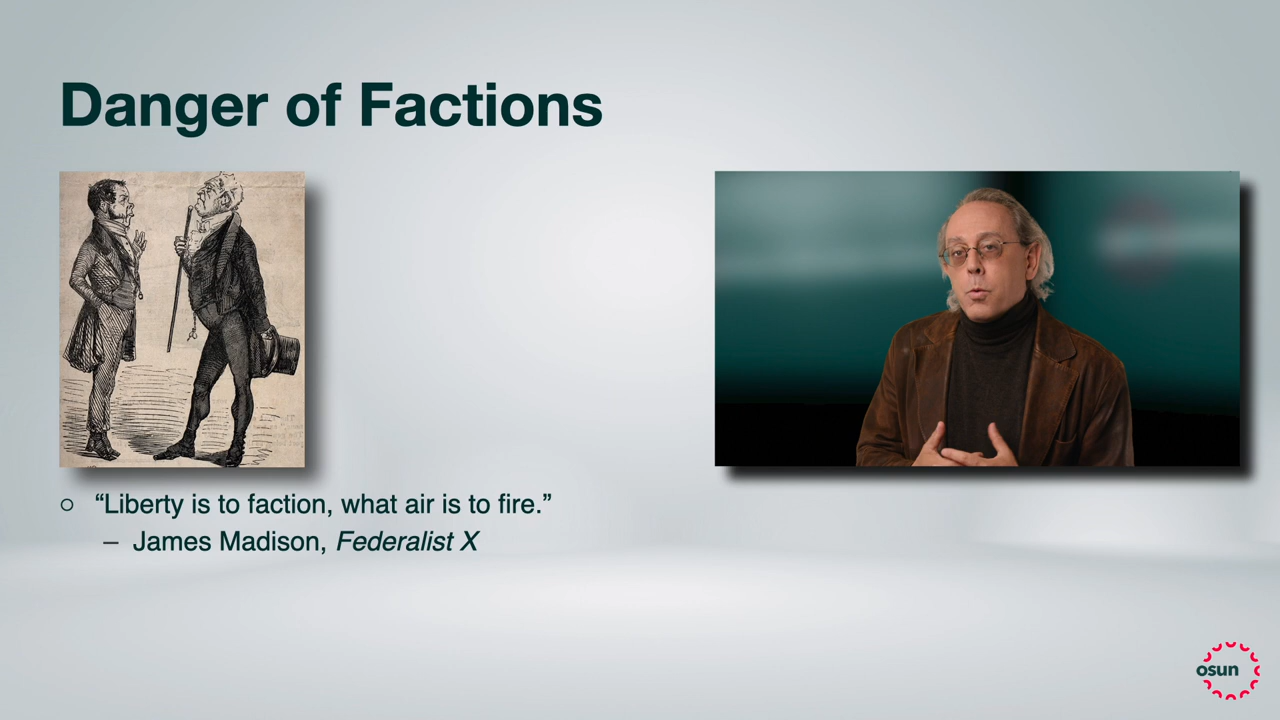 Danger of Factions
○ “Liberty is to faction, what air is to fire.”
– James Madison, Federalist X
osun